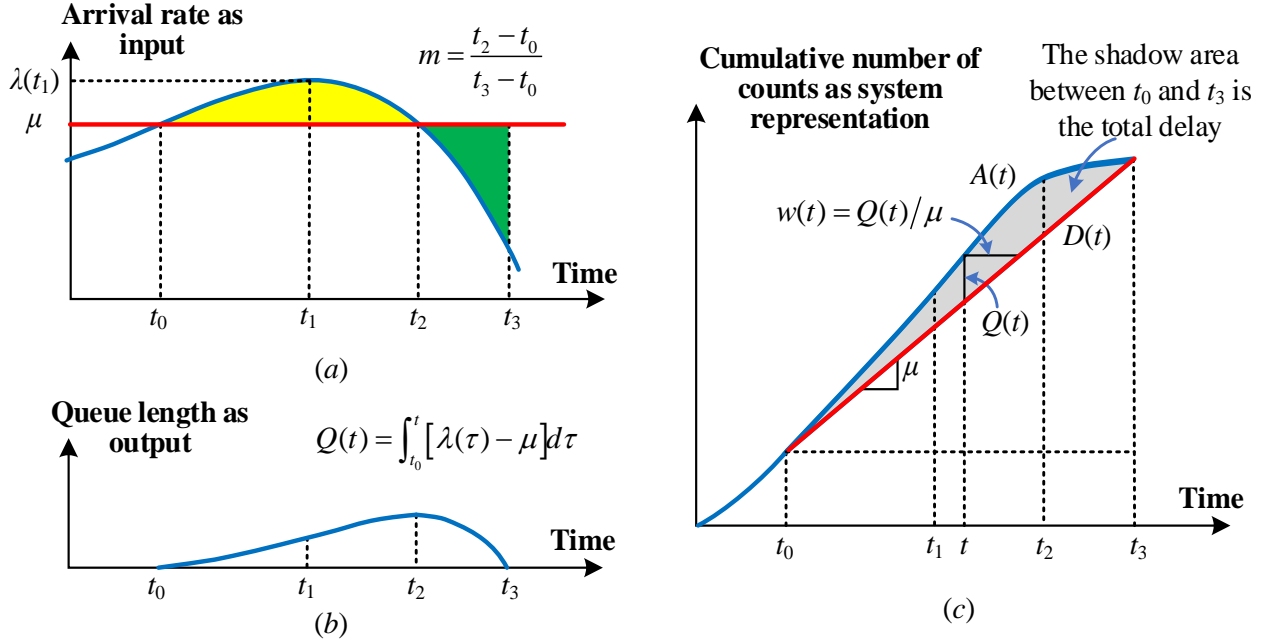 Arrival rate as
input
λ(t₁)
μ
m = (t₂ − t₀)/(t₃ − t₀)
Time
t₀ t₁ t₂ t₃
(a)
Queue length as
output
Q(t) = ∫_{t₀}^{t} [λ(τ) − μ]dτ
Time
t₀ t₁ t₂ t₃
(b)
Cumulative number of
counts as system
representation
The shadow area
between t₀ and t₃ is
the total delay
A(t)
w(t) = Q(t)/μ
D(t)
Q(t)
μ
Time
t₀ t₁ t t₂ t₃
(c)